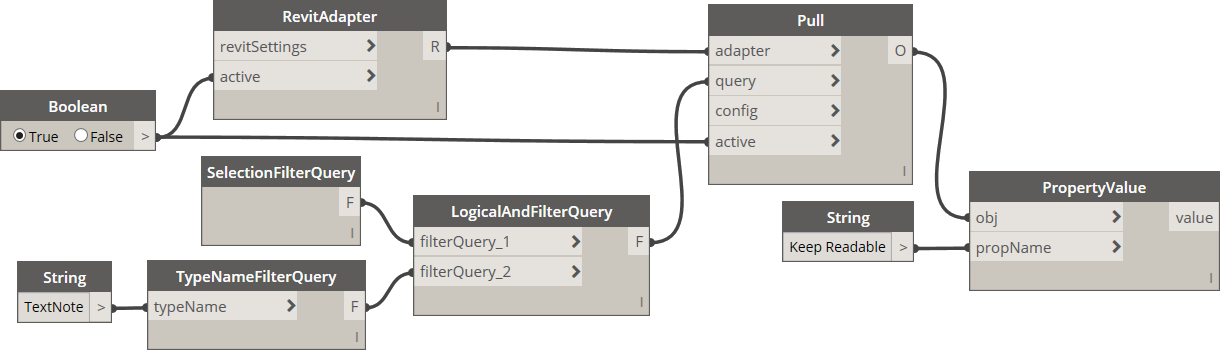 RevitAdapter
revitSettings > R
active >
I
Boolean
True False >
Pull
adapter > O
query >
config >
active >
I
SelectionFilterQuery
F
I
String
TextNote >
TypeNameFilterQuery
typeName > F
I
LogicalAndFilterQuery
filterQuery_1 > F
filterQuery_2 >
I
String
Keep Readable >
PropertyValue
obj > value
propName >
I